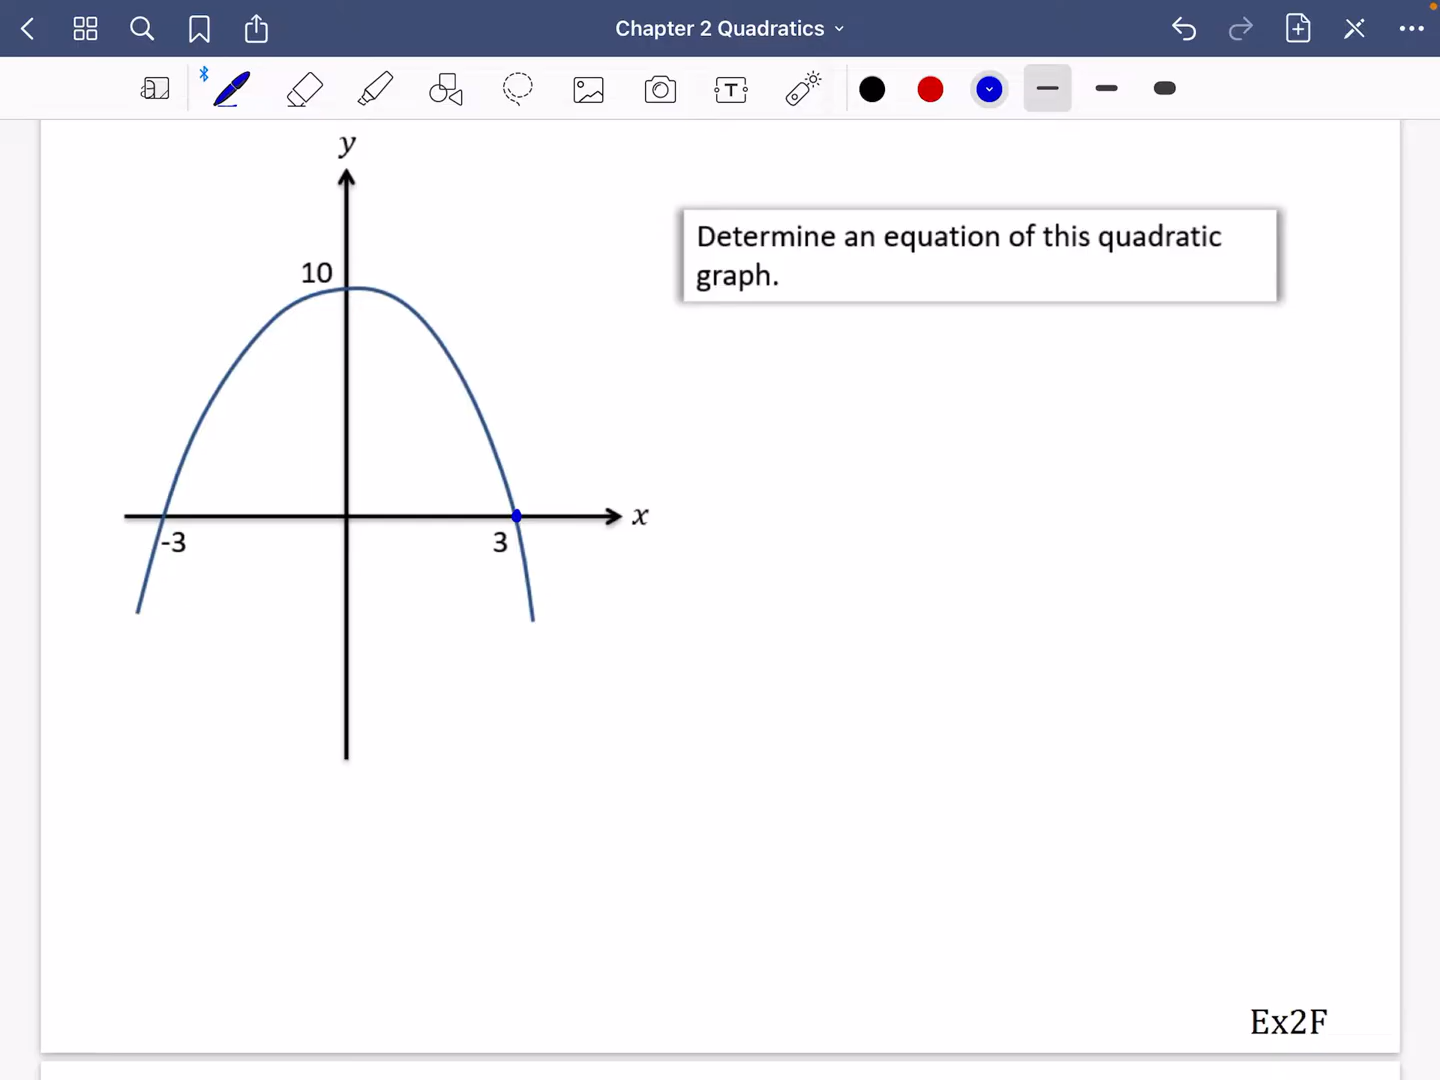 Chapter 2 Quadratics
T
y
Determine an equation of this quadratic
graph.
10
x
-3
3
Ex2F